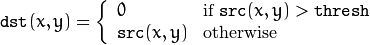 dst(x, y) = { 0 if src(x, y) > thresh
src(x, y) otherwise